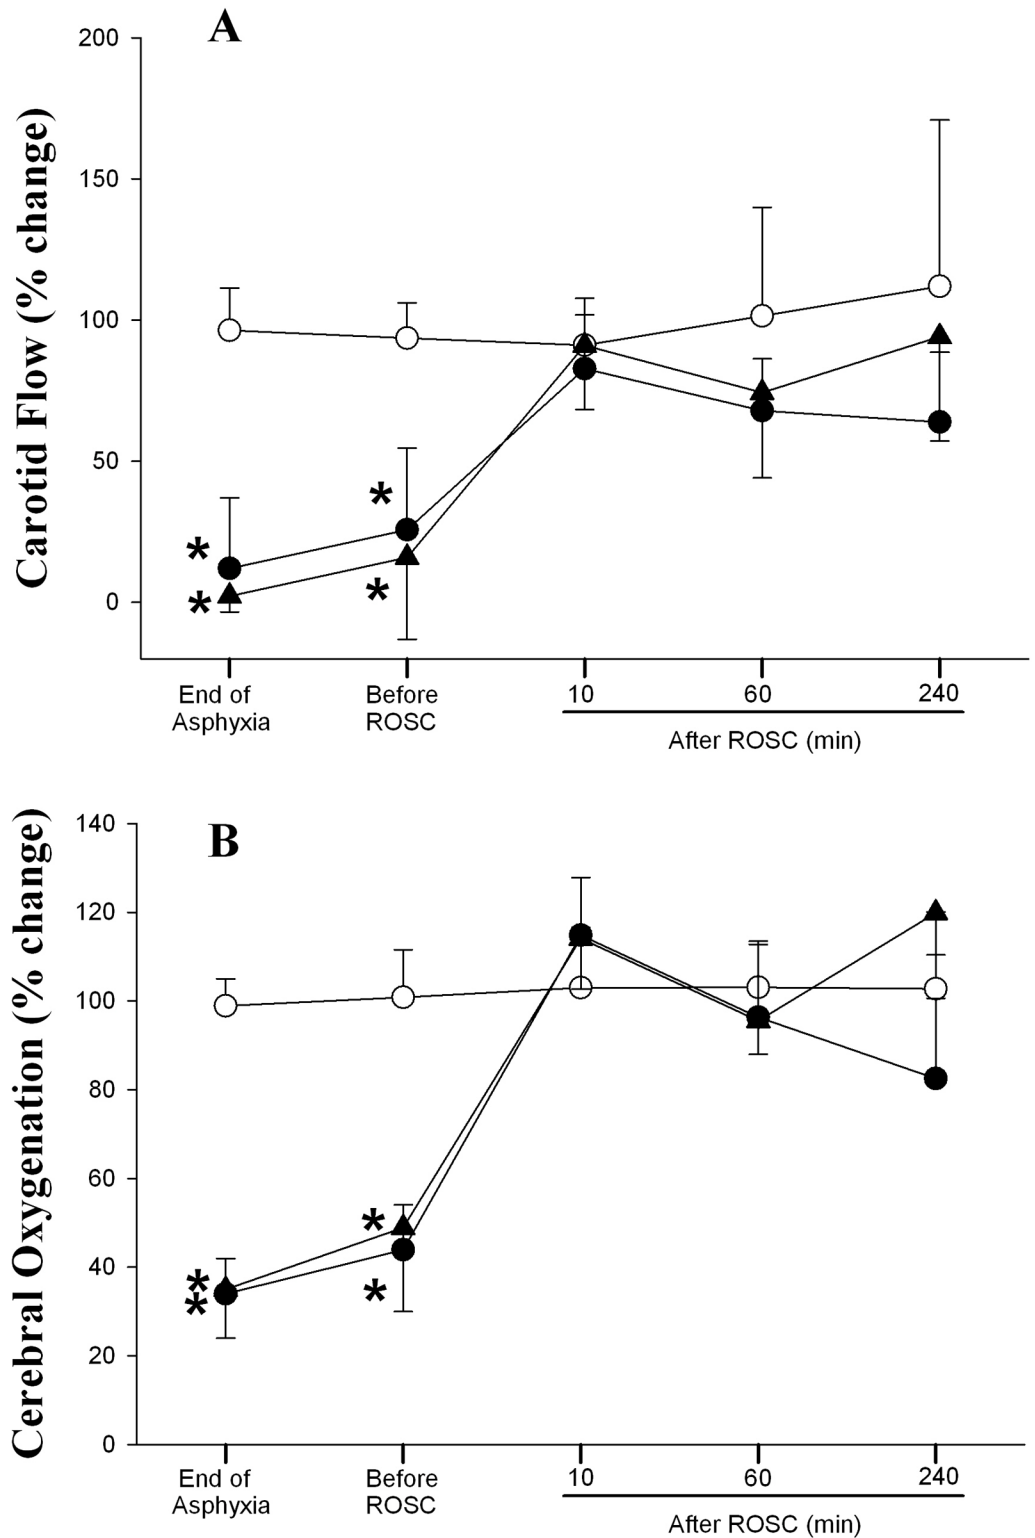 A
Carotid Flow (% change)
200
150
100
50
0
*
*
*
*
End of
Asphyxia
Before
ROSC
10
60
240
After ROSC (min)
B
Cerebral Oxygenation (% change)
140
120
100
80
60
40
20
0
*
*
*
*
End of
Asphyxia
Before
ROSC
10
60
240
After ROSC (min)